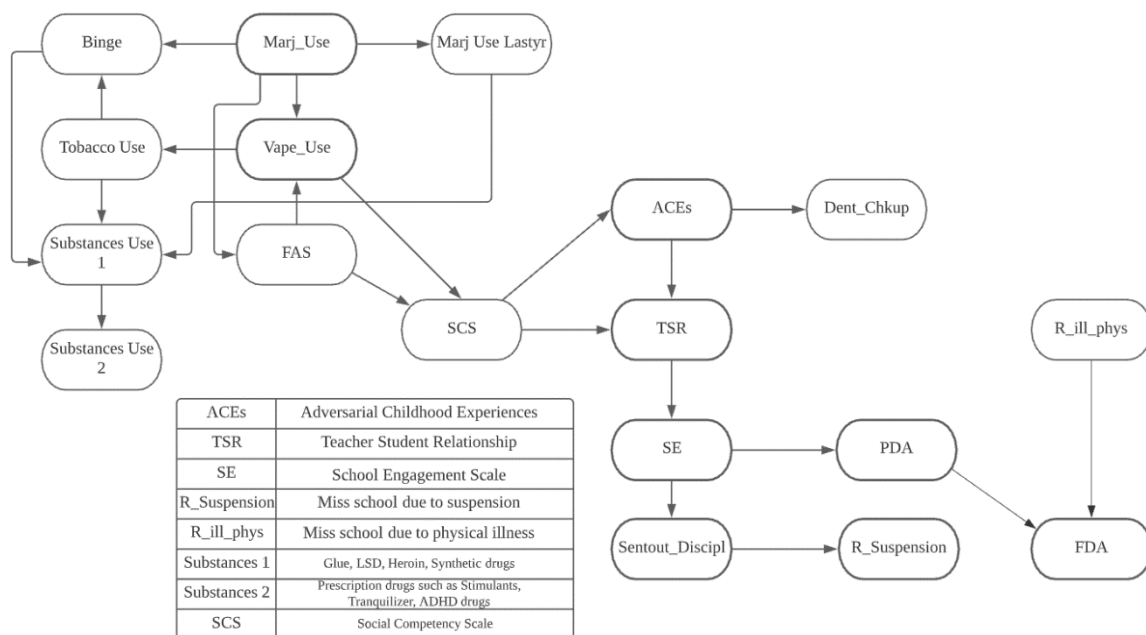 Binge
Marj_Use
Marj Use Lastyr
Tobacco Use
Vape_Use
ACEs
Dent_Chkup
Substances Use
1
FAS
SCS
TSR
R_ill_phys
Substances Use
2
SE
PDA
Sentout_Discipl
R_Suspension
FDA
ACEs Adversarial Childhood Experiences
TSR Teacher Student Relationship
SE School Engagement Scale
R_Suspension Miss school due to suspension
R_ill_phys Miss school due to physical illness
Substances 1 Glue, LSD, Heroin, Synthetic drugs
Substances 2 Prescription drugs such as Stimulants,
Tranquilizer, ADHD drugs
SCS Social Competency Scale